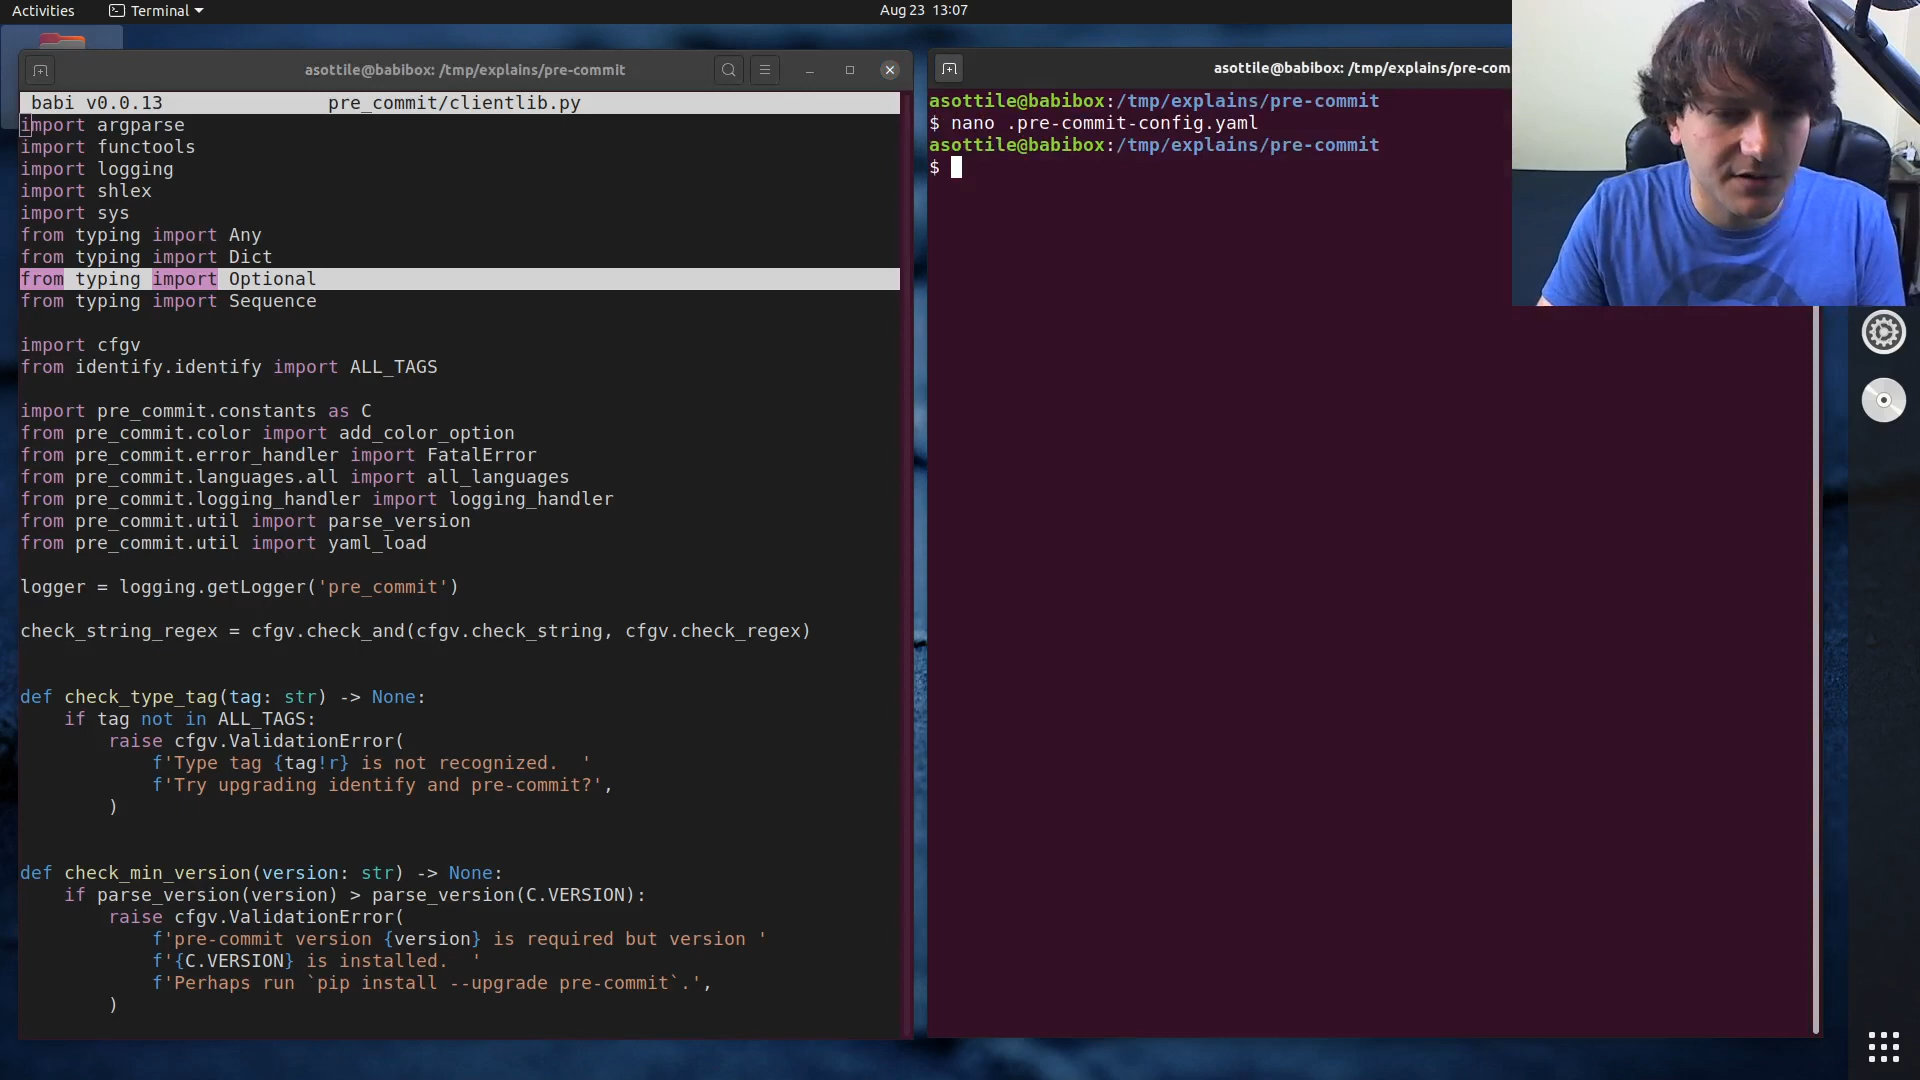 Activities
Terminal
Aug 23 13:07
asottile@babibox: /tmp/explains/pre-commit
babi v0.0.13 pre_commit/clientlib.py
import argparse
import functools
import logging
import shlex
import sys
from typing import Any
from typing import Dict
from typing import Optional
from typing import Sequence
import cfgv
from identify.identify import ALL_TAGS
import pre_commit.constants as C
from pre_commit.color import add_color_option
from pre_commit.error_handler import FatalError
from pre_commit.languages.all import all_languages
from pre_commit.logging_handler import logging_handler
from pre_commit.util import parse_version
from pre_commit.util import yaml_load
logger = logging.getLogger('pre_commit')
check_string_regex = cfgv.check_and(cfgv.check_string, cfgv.check_regex)
def check_type_tag(tag: str) -> None:
    if tag not in ALL_TAGS:
        raise cfgv.ValidationError(
            f'Type tag {tag!r} is not recognized.  '
            f'Try upgrading identify and pre-commit?',
        )
def check_min_version(version: str) -> None:
    if parse_version(version) > parse_version(C.VERSION):
        raise cfgv.ValidationError(
            f'pre-commit version {version} is required but version '
            f'{C.VERSION} is installed.  '
            f'Perhaps run `pip install --upgrade pre-commit`.',
        )
asottile@babibox: /tmp/explains/pre-com
asottile@babibox:/tmp/explains/pre-commit
$ nano .pre-commit-config.yaml
asottile@babibox:/tmp/explains/pre-commit
$